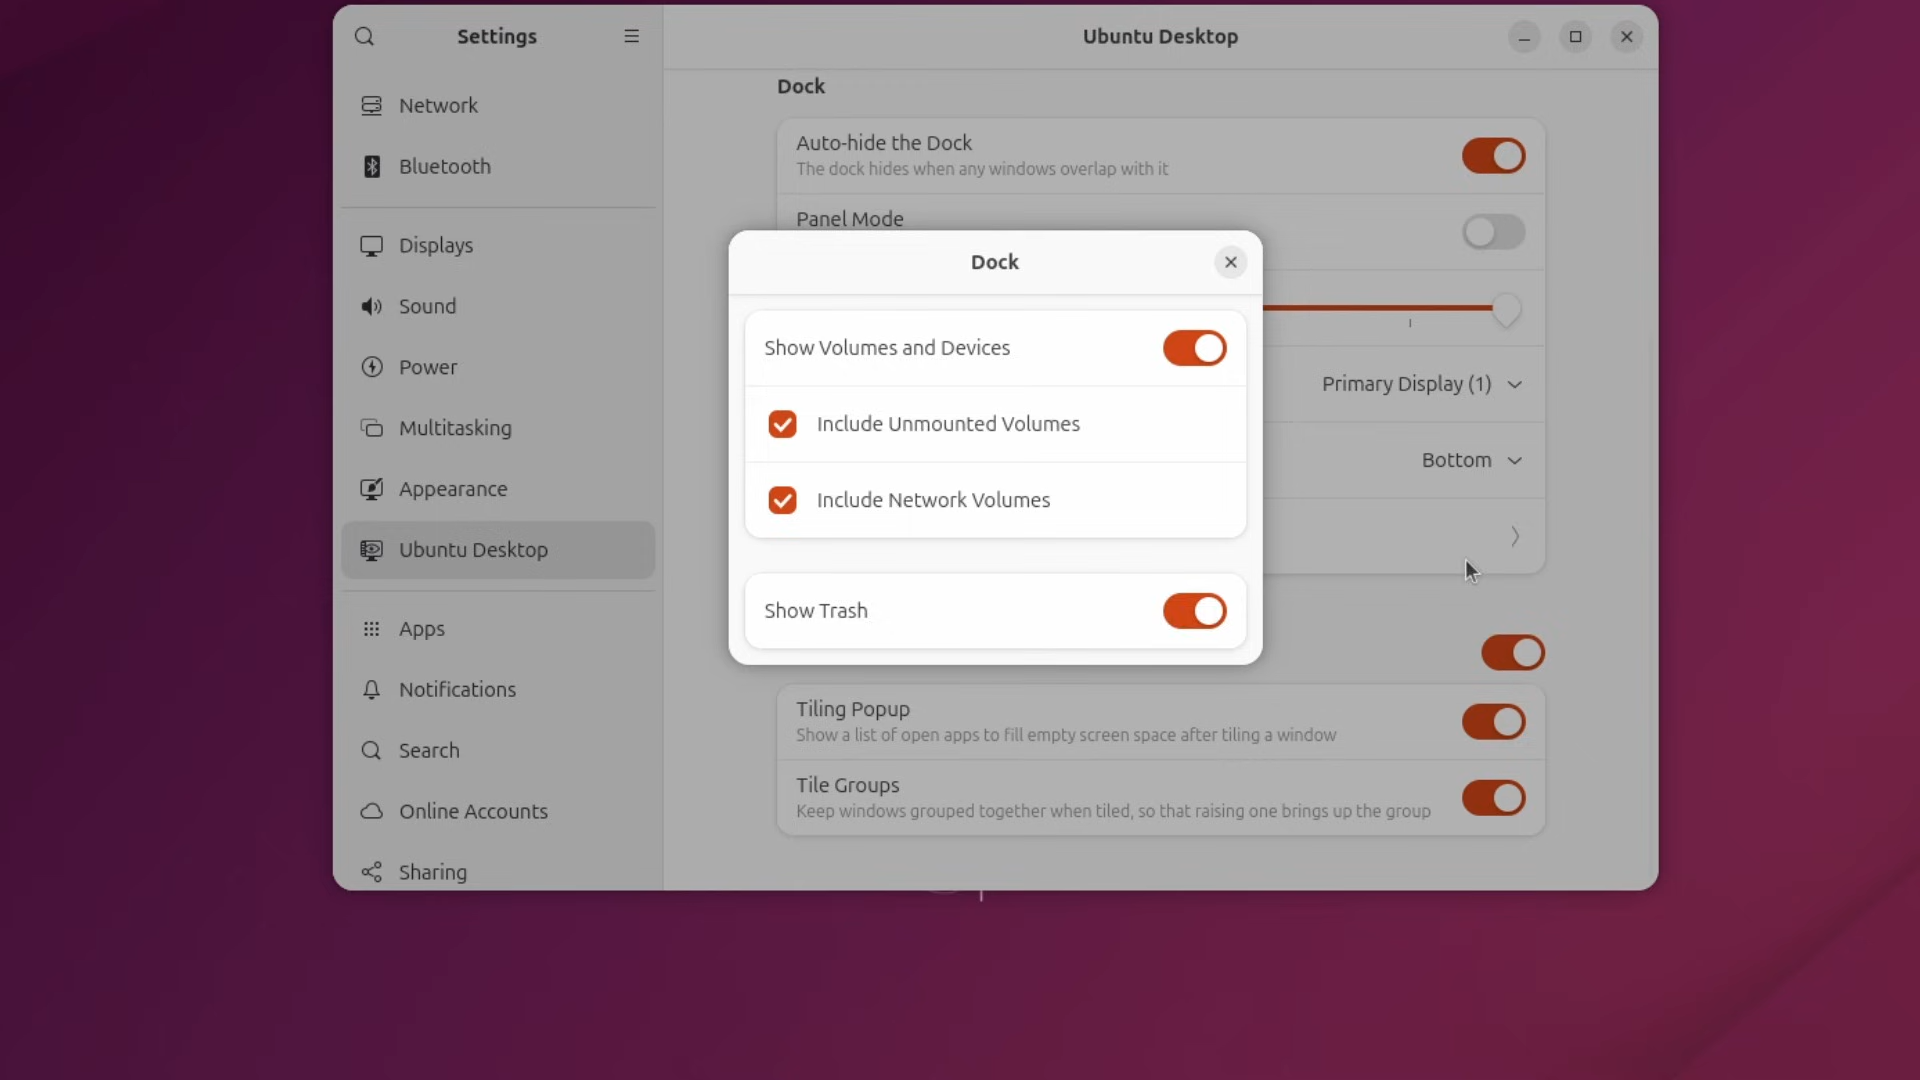 Settings
Ubuntu Desktop
Network
Bluetooth
Displays
Sound
Power
Multitasking
Appearance
Ubuntu Desktop
Apps
Notifications
Search
Online Accounts
Sharing
Dock
Auto-hide the Dock
The dock hides when any windows overlap with it
Panel Mode
Primary Display (1)
Bottom
Dock
Show Volumes and Devices
Include Unmounted Volumes
Include Network Volumes
Show Trash
Tiling Popup
Show a list of open apps to fill empty screen space after tiling a window
Tile Groups
Keep windows grouped together when tiled, so that raising one brings up the group